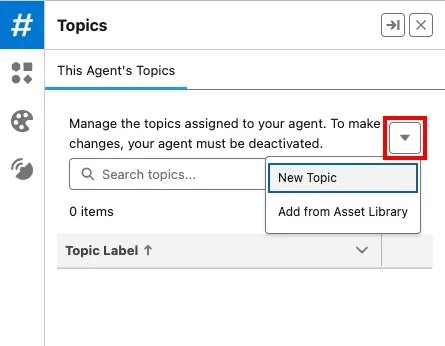 #
Topics
This Agent's Topics
Manage the topics assigned to your agent. To make
changes, your agent must be deactivated.
Search topics...
New Topic
0 items
Add from Asset Library
Topic Label ↑